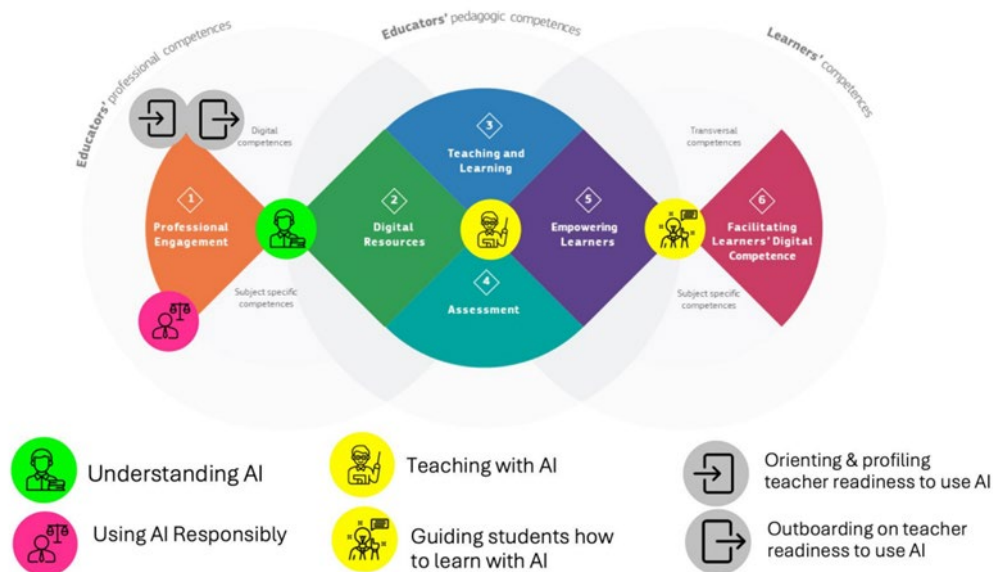 Educators' professional competences
Educators' pedagogic competences
Learners' competences
Digital
competences
Transversal
competences
1
Professional
Engagement
2
Digital
Resources
3
Teaching and
Learning
4
Assessment
5
Empowering
Learners
6
Facilitating
Learners' Digital
Competence
Subject specific
competences
Subject specific
competences
Understanding AI
Using AI Responsibly
Teaching with AI
Guiding students how
to learn with AI
Orienting & profiling
teacher readiness to use AI
Outboarding on teacher
readiness to use AI